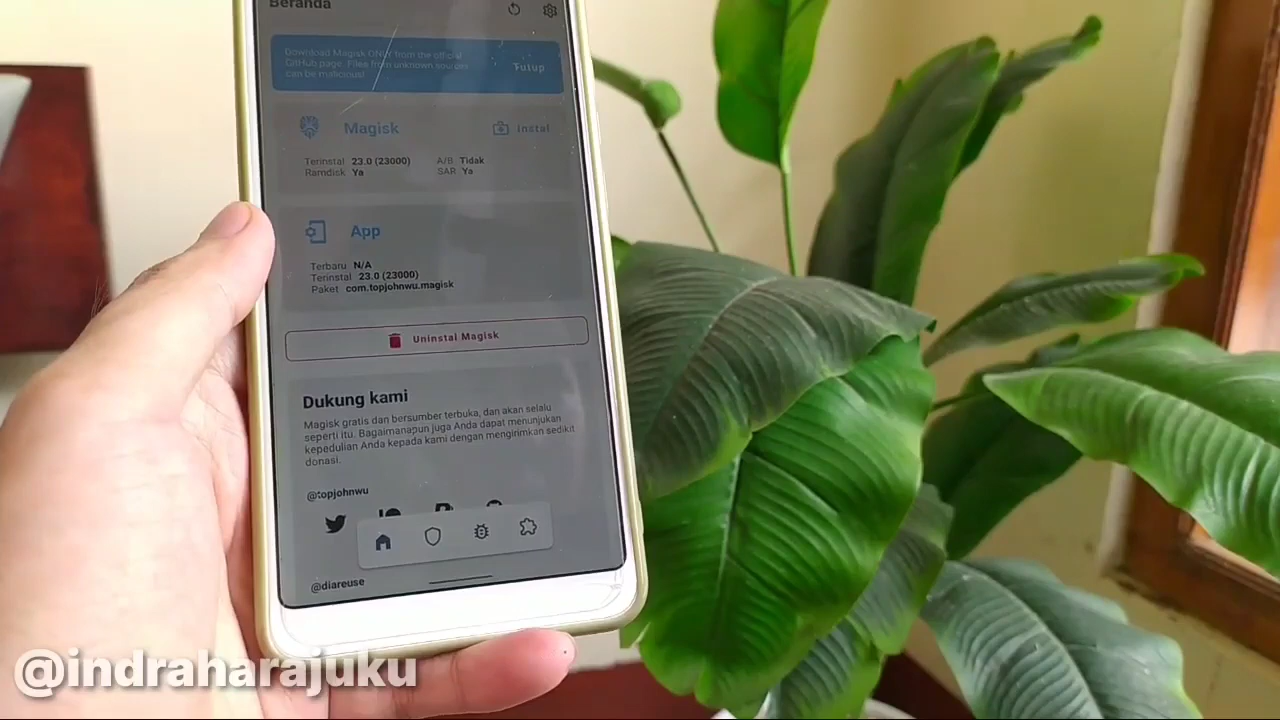 Beranda
Download Magisk ONLY from the official
GitHub page. Files from unknown sources
can be malicious!
Tutup
Magisk
Instal
Terinstal 23.0 (23000)
Ramdisk Ya
A/B Tidak
SAR Ya
App
Terbaru N/A
Terinstal 23.0 (23000)
Paket com.topjohnwu.magisk
Uninstal Magisk
Dukung kami
Magisk gratis dan bersumber terbuka, dan akan selalu
seperti itu. Bagaimanapun juga Anda dapat menunjukan
kepedulian Anda kepada kami dengan mengirimkan sedikit
donasi.
@topjohnwu
@diareuse
@indraharajuku